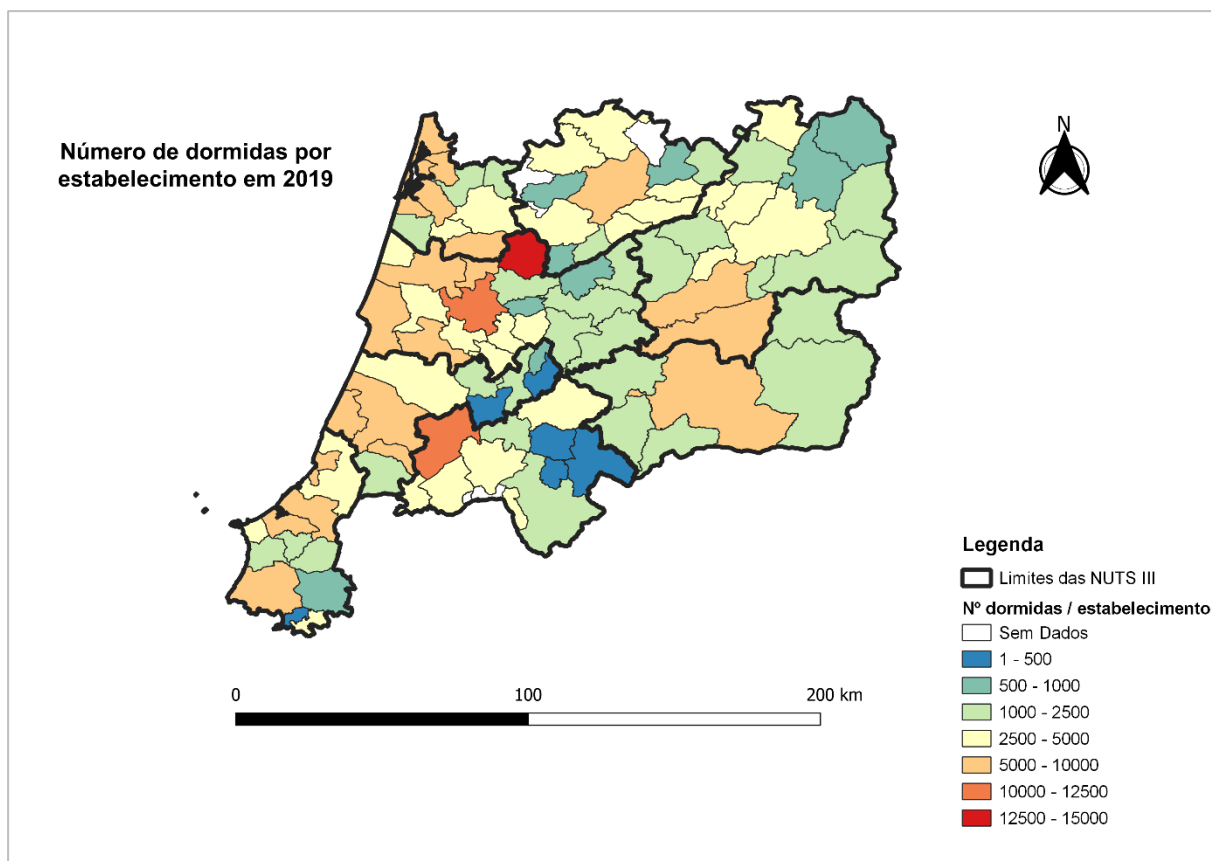 Número de dormidas por
estabelecimento em 2019
N
0 100 200 km
Legenda
Limites das NUTS III
Nº dormidas / estabelecimento
Sem Dados
1 - 500
500 - 1000
1000 - 2500
2500 - 5000
5000 - 10000
10000 - 12500
12500 - 15000